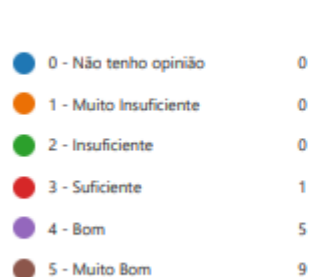 0 - Não tenho opinião 0
1 - Muito Insuficiente 0
2 - Insuficiente 0
3 - Suficiente 1
4 - Bom 5
5 - Muito Bom 9